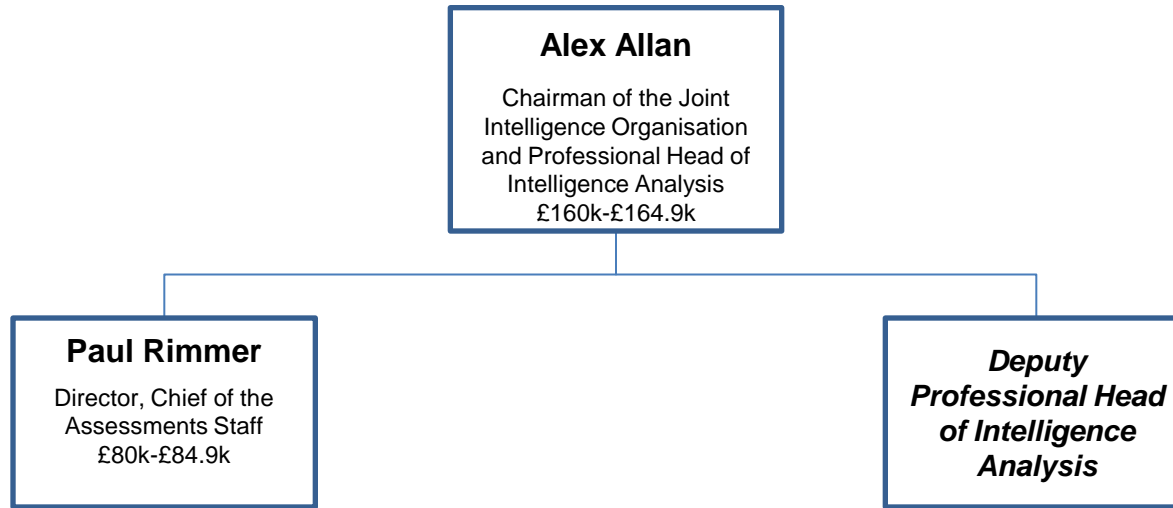 Alex Allan
Chairman of the Joint
Intelligence Organisation
and Professional Head of
Intelligence Analysis
£160k-£164.9k
Paul Rimmer
Director, Chief of the
Assessments Staff
£80k-£84.9k
Deputy
Professional Head
of Intelligence
Analysis